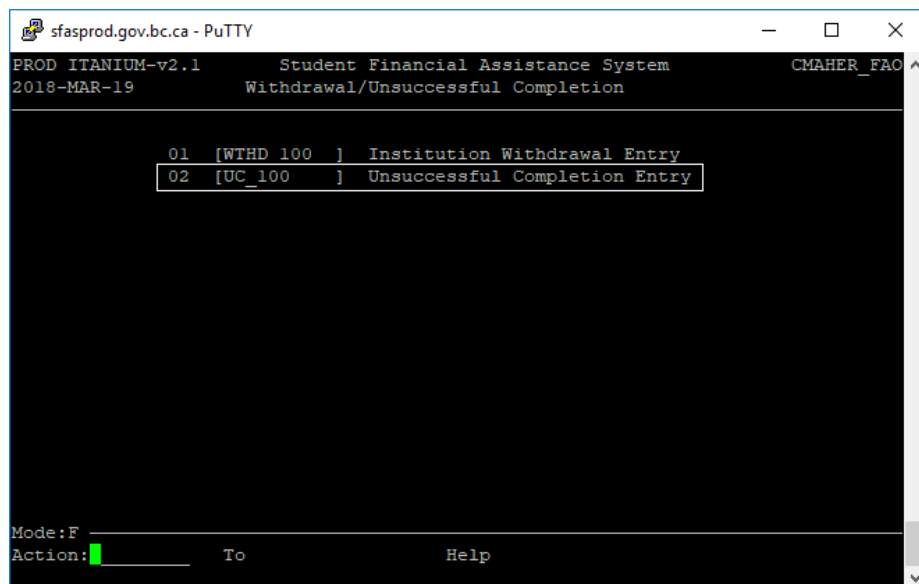 sfasprod.gov.bc.ca - PuTTY
PROD ITANIUM-v2.1 Student Financial Assistance System CMAHER_FAO
2018-MAR-19 Withdrawal/Unsuccessful Completion
01 [WTHD 100 ] Institution Withdrawal Entry
02 [UC_100 ] Unsuccessful Completion Entry
Mode:F
Action: To Help